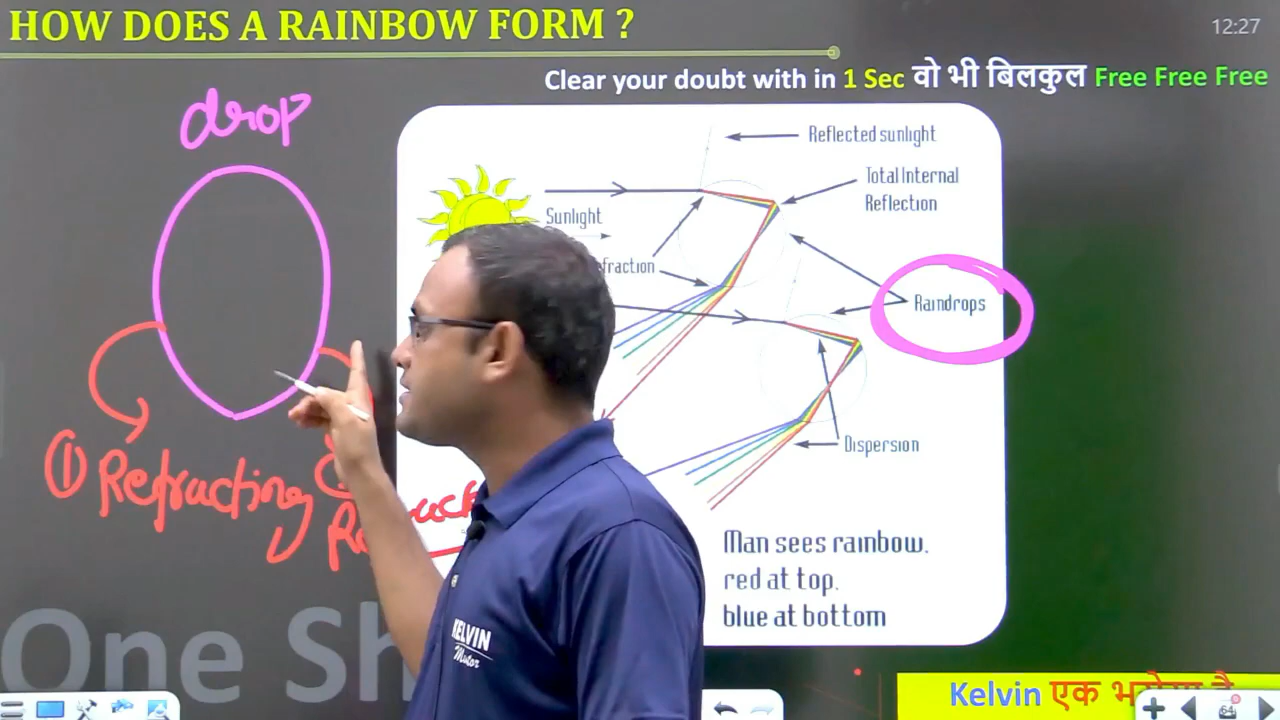 HOW DOES A RAINBOW FORM ?
12:27
Clear your doubt with in 1 Sec वो भी बिलकुल Free Free Free
drop
Reflected sunlight
Total Internal
Reflection
Sunlight
Raindrops
Dispersion
① Refracting
Man sees rainbow.
red at top.
blue at bottom
One
KELVIN
Mutor
Kelvin एक
64